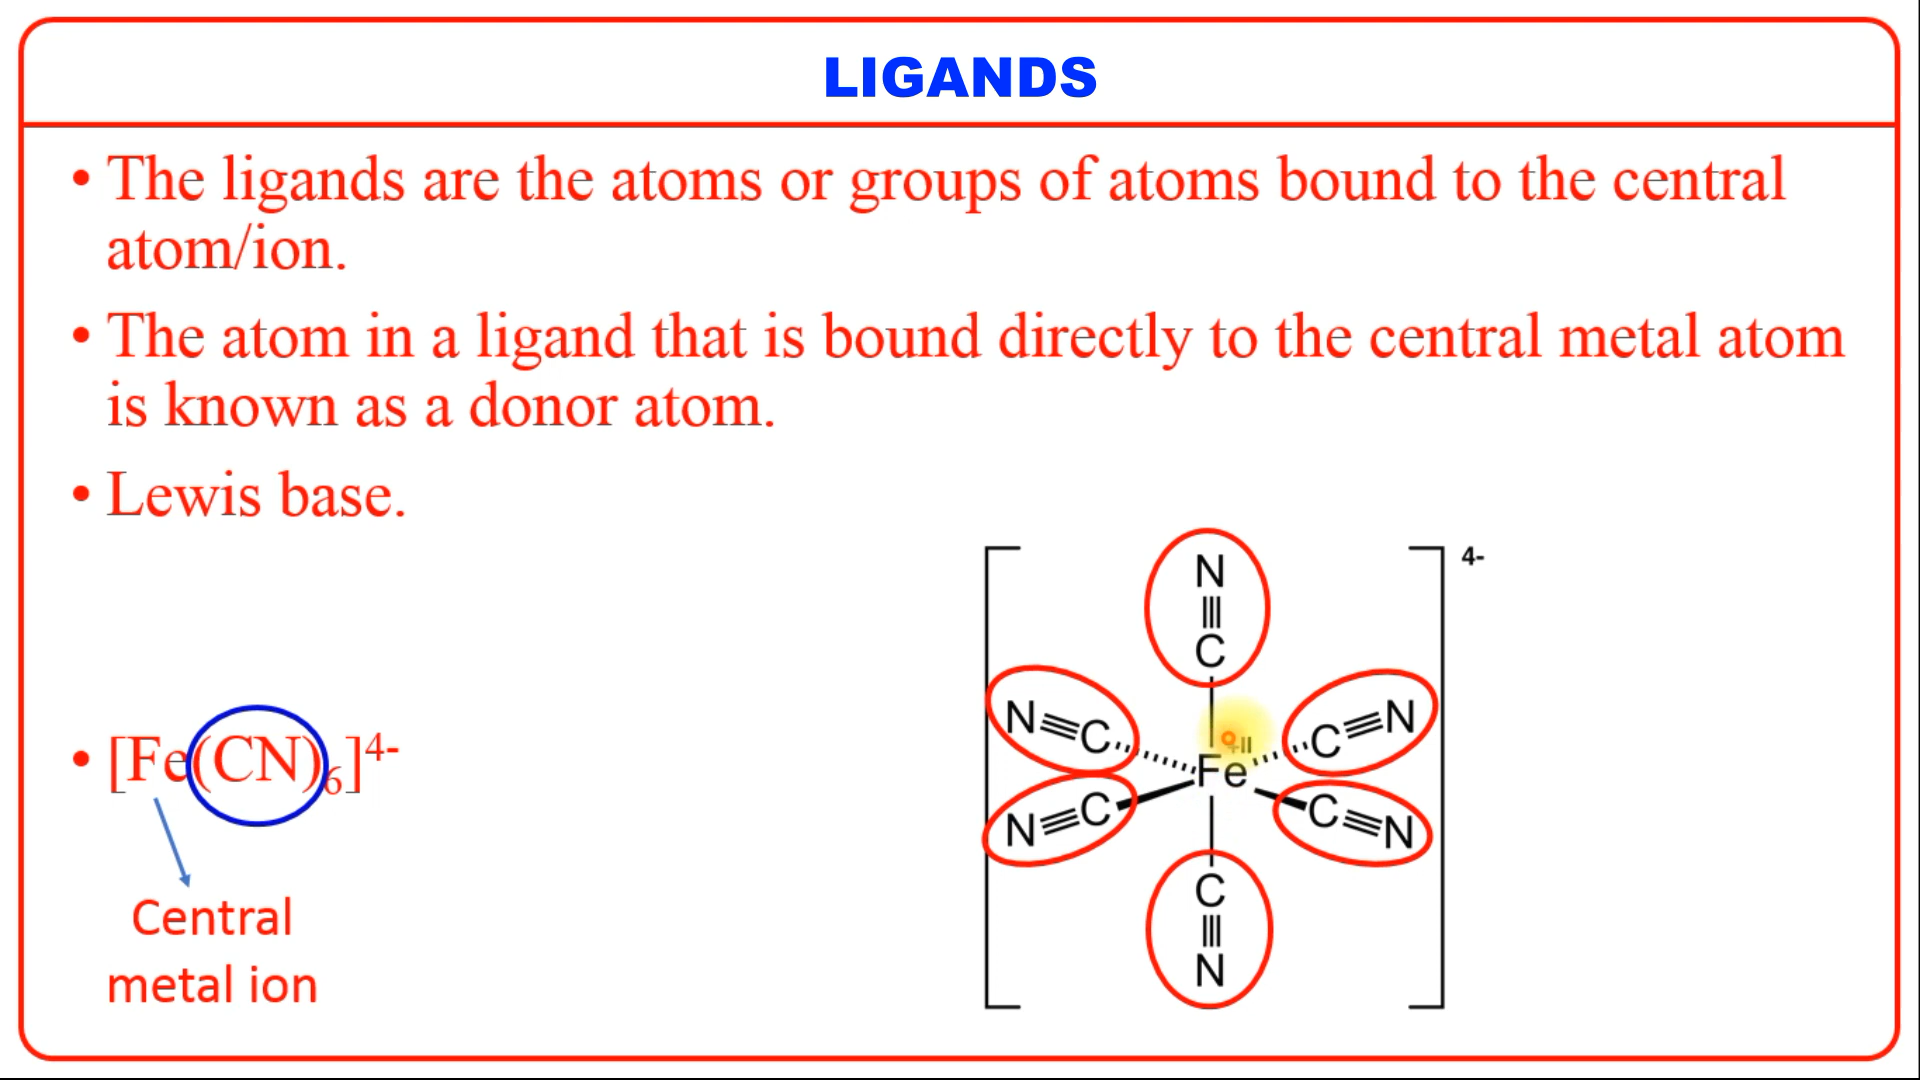 LIGANDS
• The ligands are the atoms or groups of atoms bound to the central
atom/ion.
• The atom in a ligand that is bound directly to the central metal atom
is known as a donor atom.
• Lewis base.
4-
N
C
N≡C
C≡N
+II
• [Fe(CN)₆]⁴⁻
Fe
N≡C
C≡N
C
N
Central
metal ion